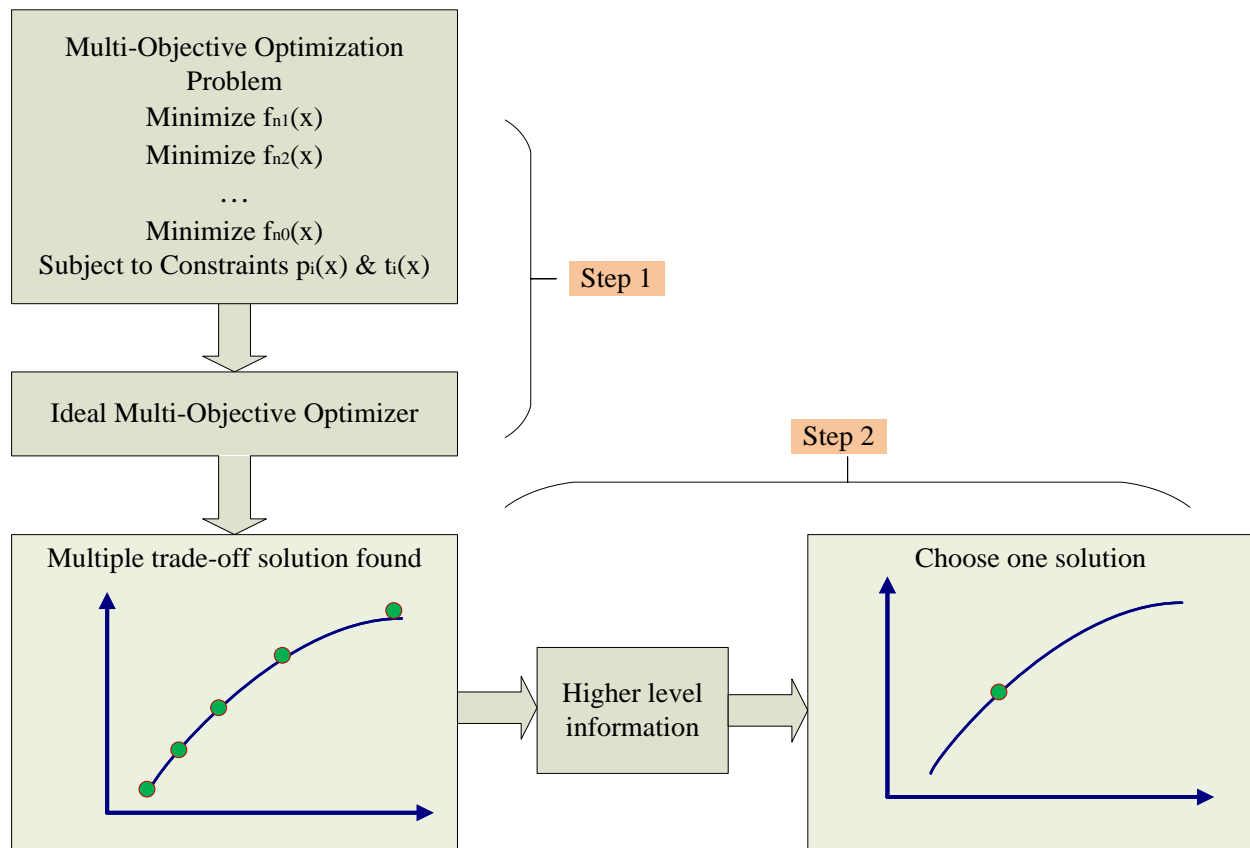 Multi-Objective Optimization
Problem
Minimize fn1(x)
Minimize fn2(x)
…
Minimize fn0(x)
Subject to Constraints pi(x) & ti(x)
Step 1
Ideal Multi-Objective Optimizer
Step 2
Multiple trade-off solution found
Higher level
information
Choose one solution